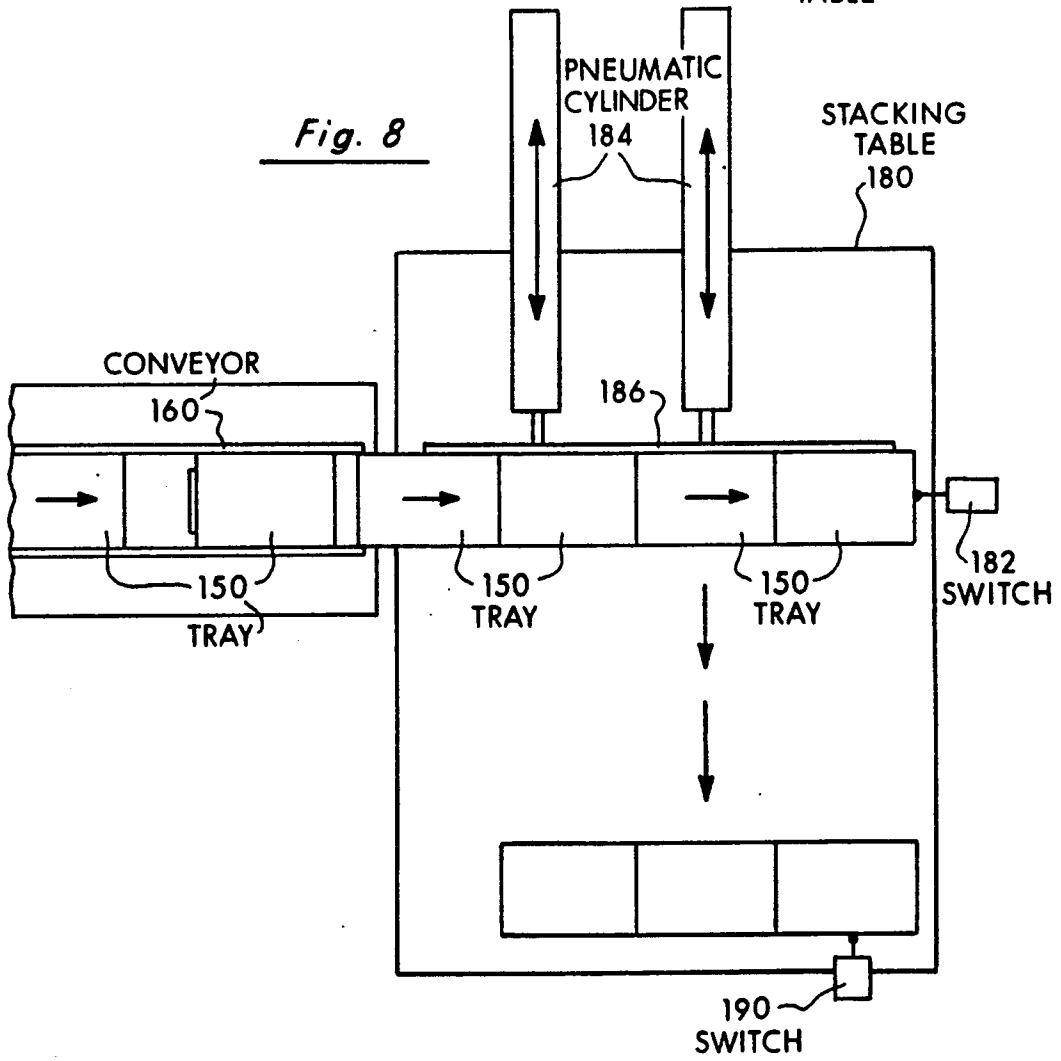 TABLE
PNEUMATIC
CYLINDER
184
Fig. 8
STACKING
TABLE
180
CONVEYOR
160
186
182
SWITCH
150
TRAY
150
TRAY
150
TRAY
190
SWITCH